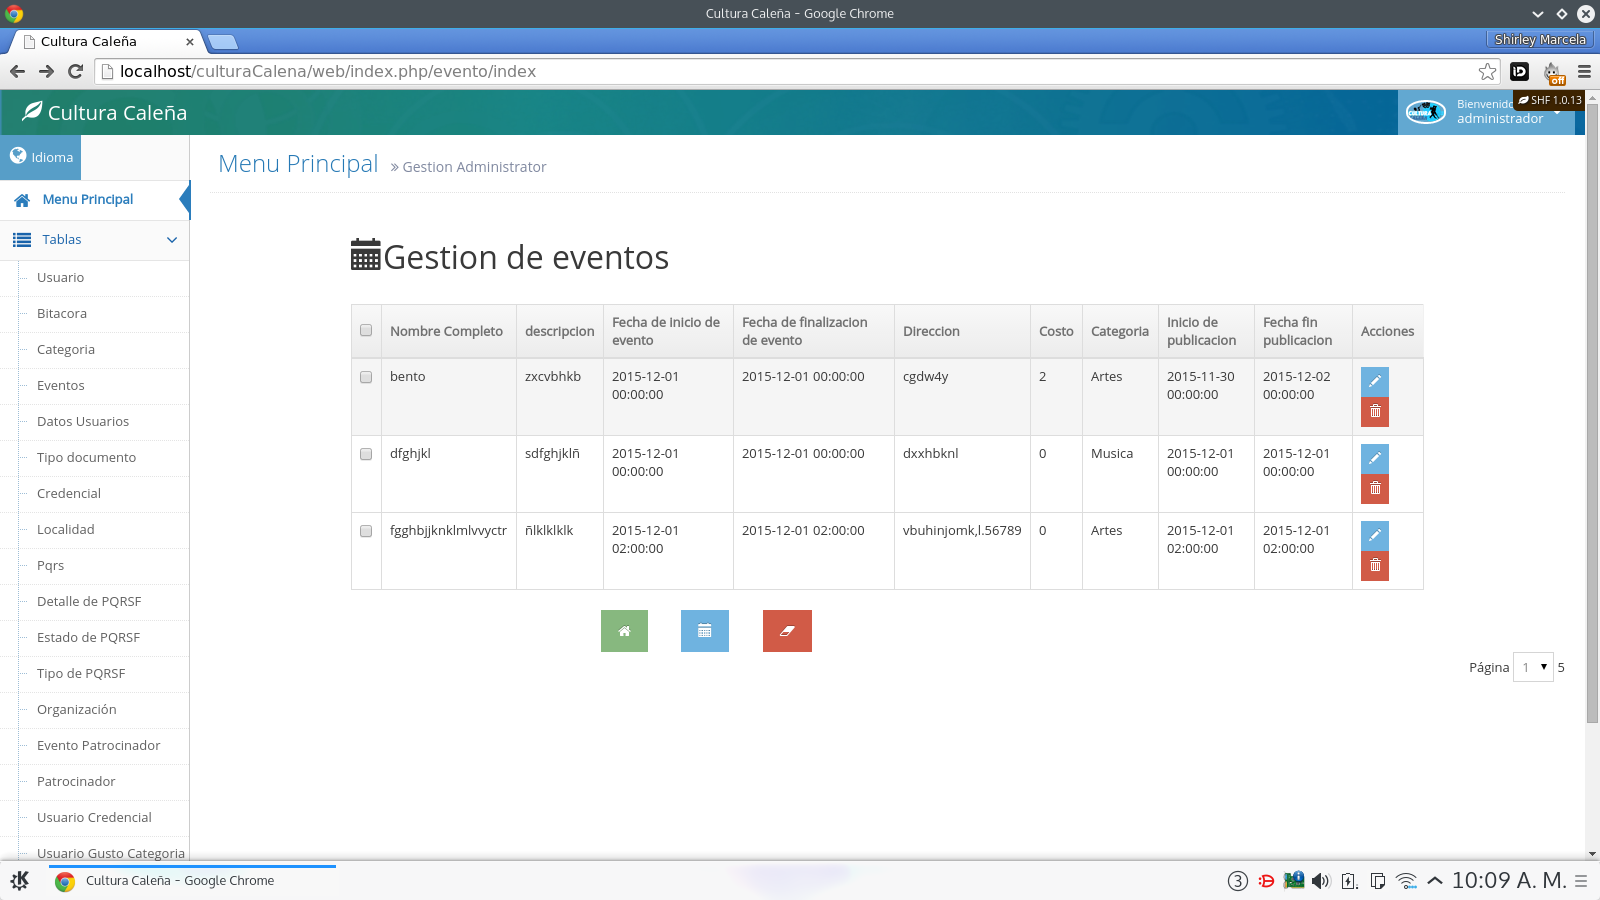 Cultura Caleña - Google Chrome
Cultura Caleña
Shirley Marcela
localhost/culturaCalena/web/index.php/evento/index
iD
off
Cultura Caleña
Bienvenido
administrador
SHF 1.0.13
Idioma
Menu Principal
» Gestion Administrator
Menu Principal
Tablas
Usuario
Bitacora
Categoria
Eventos
Datos Usuarios
Tipo documento
Credencial
Localidad
Pqrs
Detalle de PQRSF
Estado de PQRSF
Tipo de PQRSF
Organización
Evento Patrocinador
Patrocinador
Usuario Credencial
Usuario Gusto Categoria
Gestion de eventos
Nombre Completo descripcion Fecha de inicio de evento Fecha de finalizacion de evento Direccion Costo Categoria Inicio de publicacion Fecha fin publicacion Acciones
bento zxcvbhkb 2015-12-01 00:00:00 2015-12-01 00:00:00 cgdw4y 2 Artes 2015-11-30 00:00:00 2015-12-02 00:00:00
dfghjkl sdfghjklñ 2015-12-01 00:00:00 2015-12-01 00:00:00 dxxhbknl 0 Musica 2015-12-01 00:00:00 2015-12-01 00:00:00
fgghbjjknklmlvvyctr ñlklklklk 2015-12-01 02:00:00 2015-12-01 02:00:00 vbuhinjomk,l.56789 0 Artes 2015-12-01 02:00:00 2015-12-01 02:00:00
Página 1 5
Cultura Caleña - Google Chrome
3
10:09 A. M.